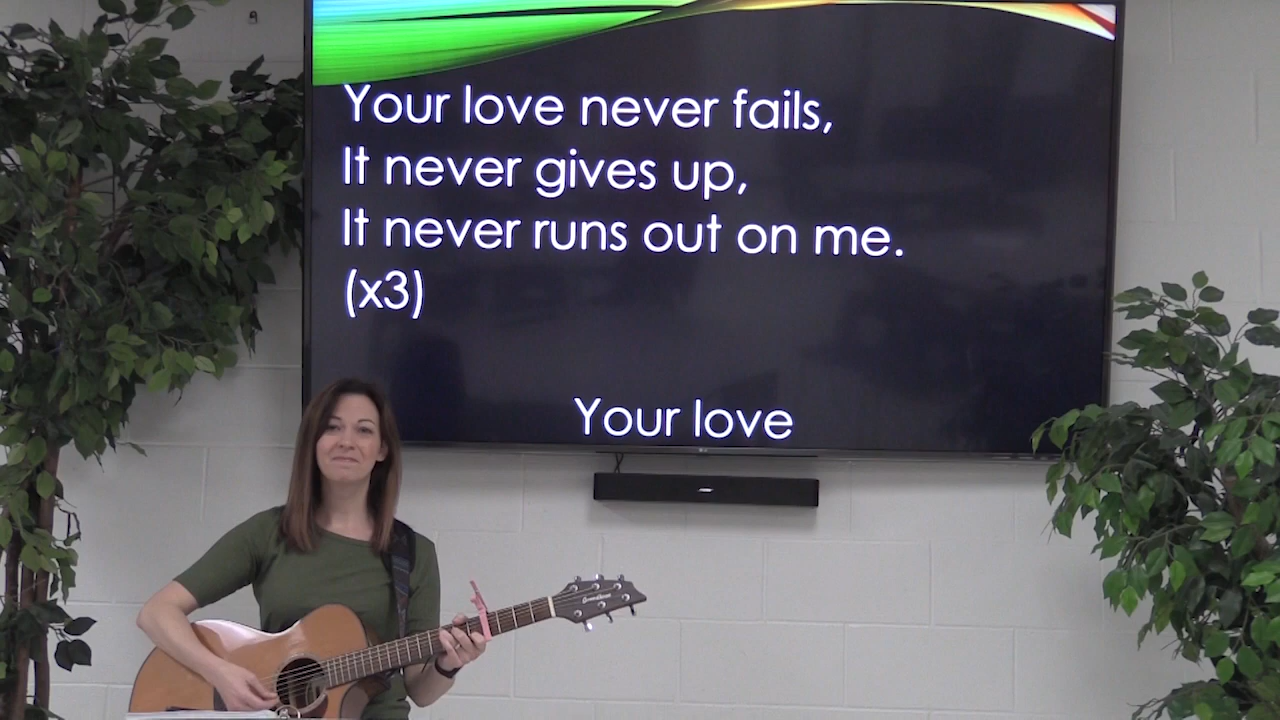 Your love never fails,
It never gives up,
It never runs out on me.
(x3)
Your love